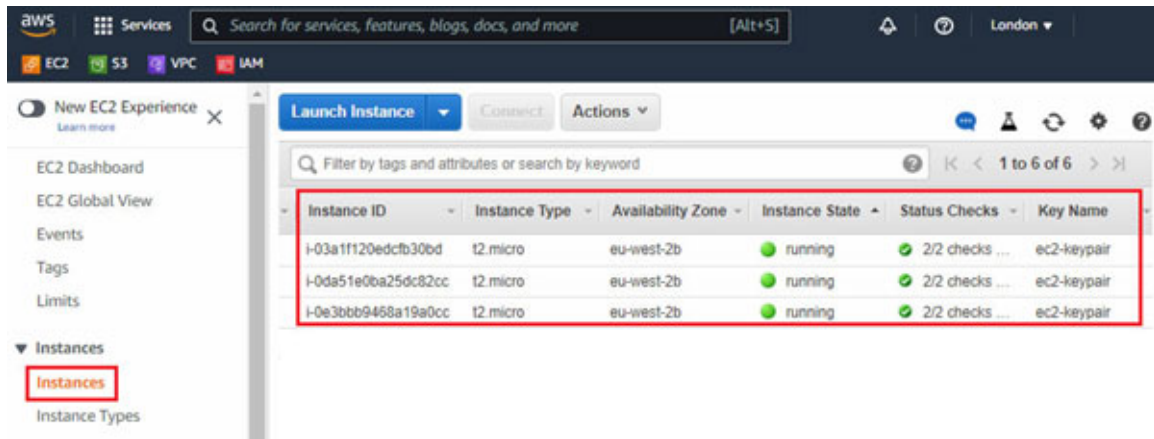 aws Services Search for services, features, blogs, docs, and more [Alt+S] London
EC2 S3 VPC IAM
New EC2 Experience
Learn more
EC2 Dashboard
EC2 Global View
Events
Tags
Limits
Instances
Instances
Instance Types
Launch Instance Connect Actions
Filter by tags and attributes or search by keyword 1 to 6 of 6
Instance ID Instance Type Availability Zone Instance State Status Checks Key Name
i-03a1f120edcfb30bd t2.micro eu-west-2b running 2/2 checks ... ec2-keypair
i-0da51e0ba25dc82cc t2.micro eu-west-2b running 2/2 checks ... ec2-keypair
i-0e3bbb9468a19a0cc t2.micro eu-west-2b running 2/2 checks ... ec2-keypair